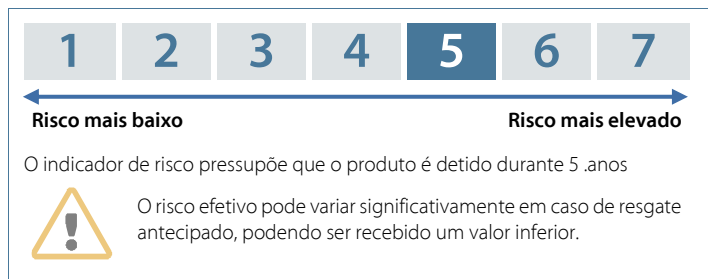 1 2 3 4 5 6 7
Risco mais baixo Risco mais elevado
O indicador de risco pressupõe que o produto é detido durante 5 .anos
O risco efetivo pode variar significativamente em caso de resgate
antecipado, podendo ser recebido um valor inferior.